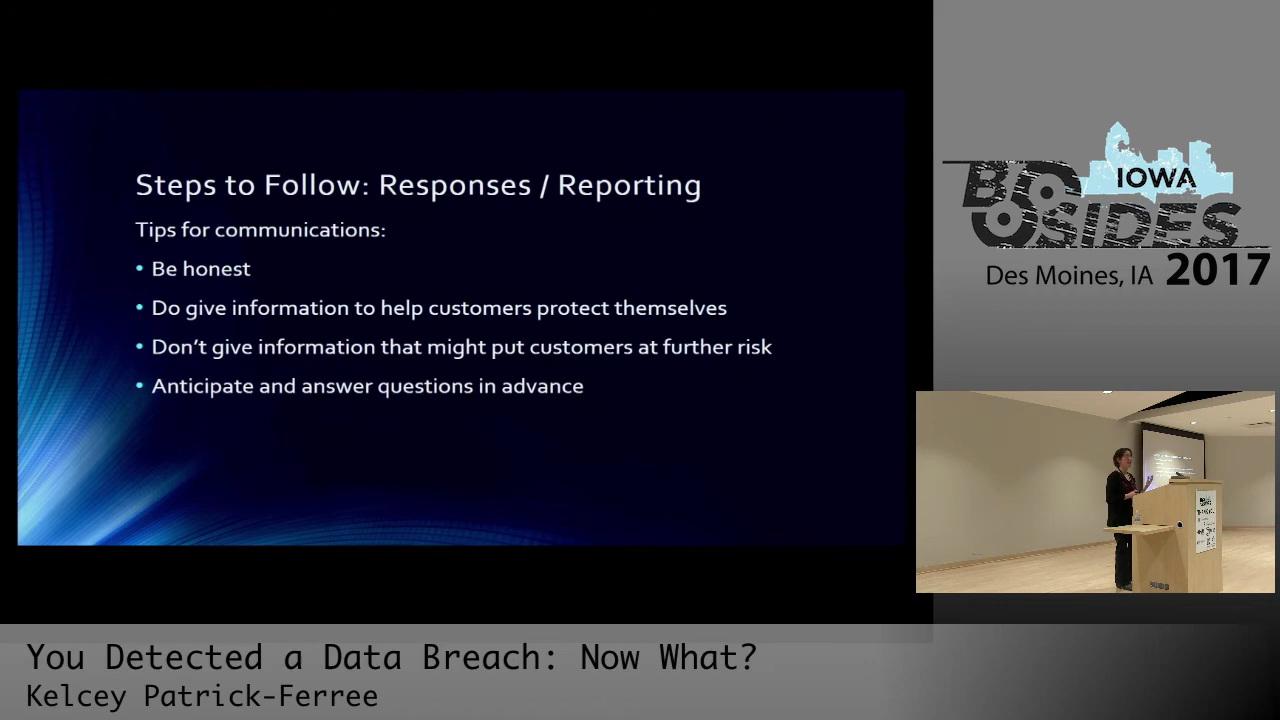 Steps to Follow: Responses / Reporting
Tips for communications:
• Be honest
• Do give information to help customers protect themselves
• Don't give information that might put customers at further risk
• Anticipate and answer questions in advance
IOWA
BSIDES
Des Moines, IA 2017
You Detected a Data Breach: Now What?
Kelcey Patrick-Ferree